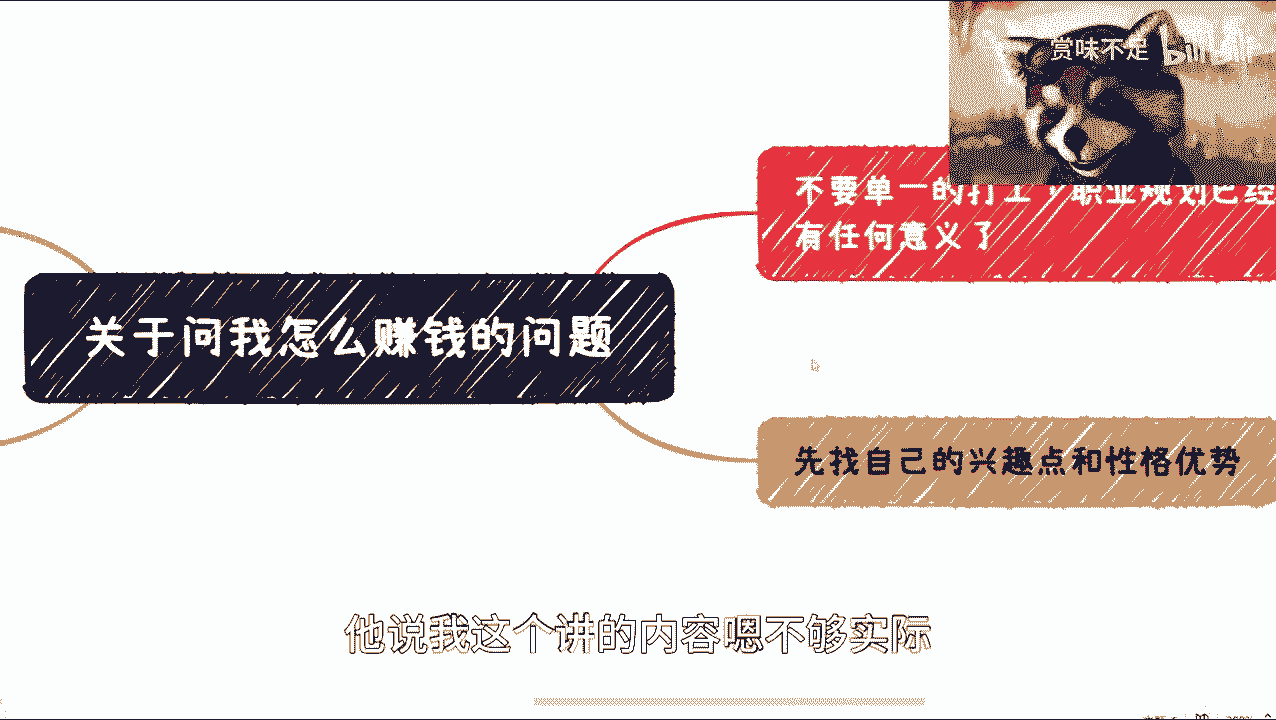 赏味不足 bilibili
不要单一的打工，职业规划已经
有任何意义了
关于问我怎么赚钱的问题
先找自己的兴趣点和性格优势
他说我这个讲的内容嗯不够实际